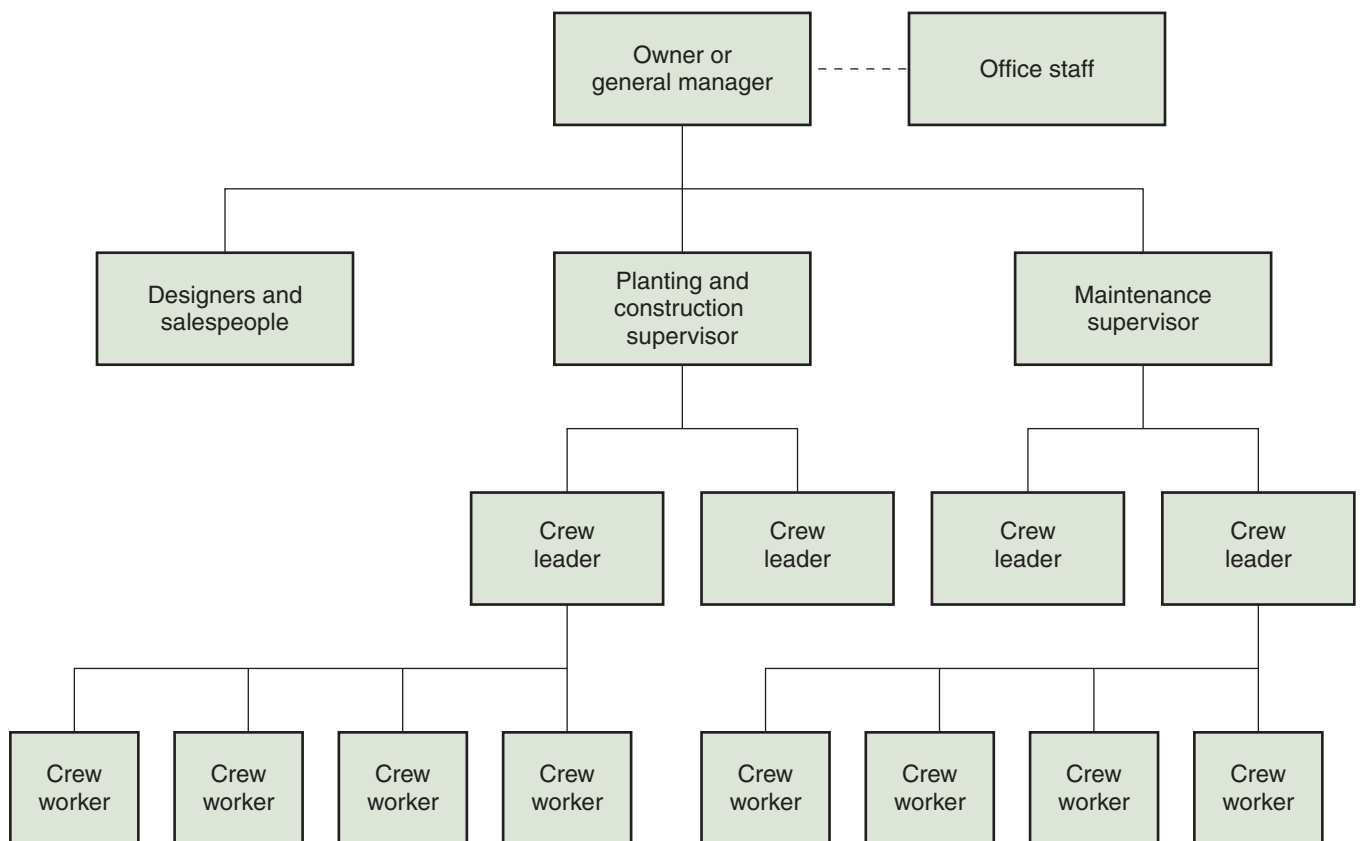 Owner or
general manager
Office staff
Designers and
salespeople
Planting and
construction
supervisor
Maintenance
supervisor
Crew
leader
Crew
leader
Crew
leader
Crew
leader
Crew
worker
Crew
worker
Crew
worker
Crew
worker
Crew
worker
Crew
worker
Crew
worker
Crew
worker